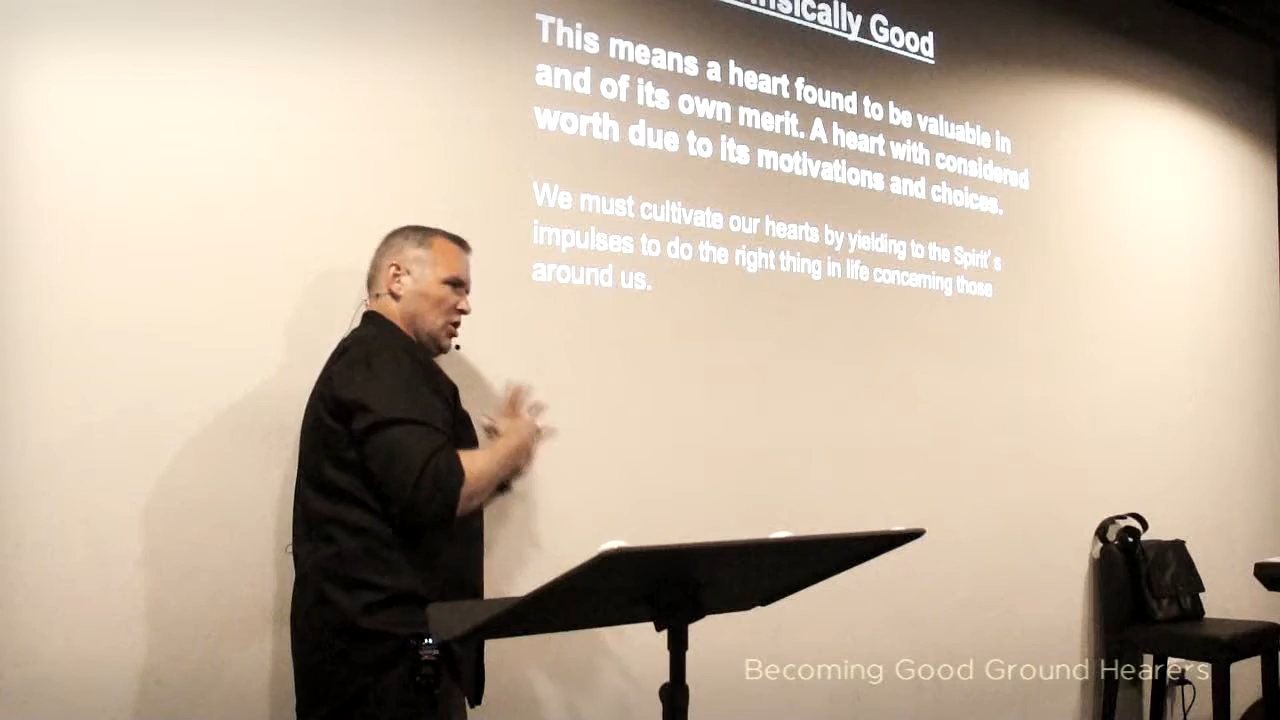 Good
This means a heart found to be valuable in
and of its own merit. A heart with considered
worth due to its motivations and choices.
We must cultivate our hearts by yielding to the Spirit's
impulses to do the right thing in life concerning those
around us.
Becoming Good Ground Hearers